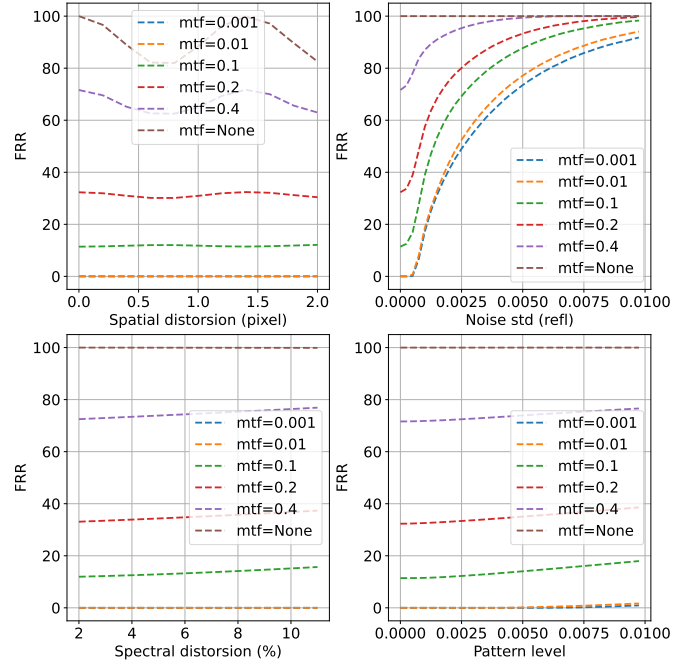 100
80
60
40
20
0
FRR
mtf=0.001
mtf=0.01
mtf=0.1
mtf=0.2
mtf=0.4
mtf=None
0.0 0.5 1.0 1.5 2.0
Spatial distorsion (pixel)
100
80
60
40
20
0
FRR
mtf=0.001
mtf=0.01
mtf=0.1
mtf=0.2
mtf=0.4
mtf=None
0.0000 0.0025 0.0050 0.0075 0.0100
Noise std (refl)
100
80
60
40
20
0
FRR
mtf=0.001
mtf=0.01
mtf=0.1
mtf=0.2
mtf=0.4
mtf=None
2 4 6 8 10
Spectral distorsion (%)
100
80
60
40
20
0
FRR
mtf=0.001
mtf=0.01
mtf=0.1
mtf=0.2
mtf=0.4
mtf=None
0.0000 0.0025 0.0050 0.0075 0.0100
Pattern level